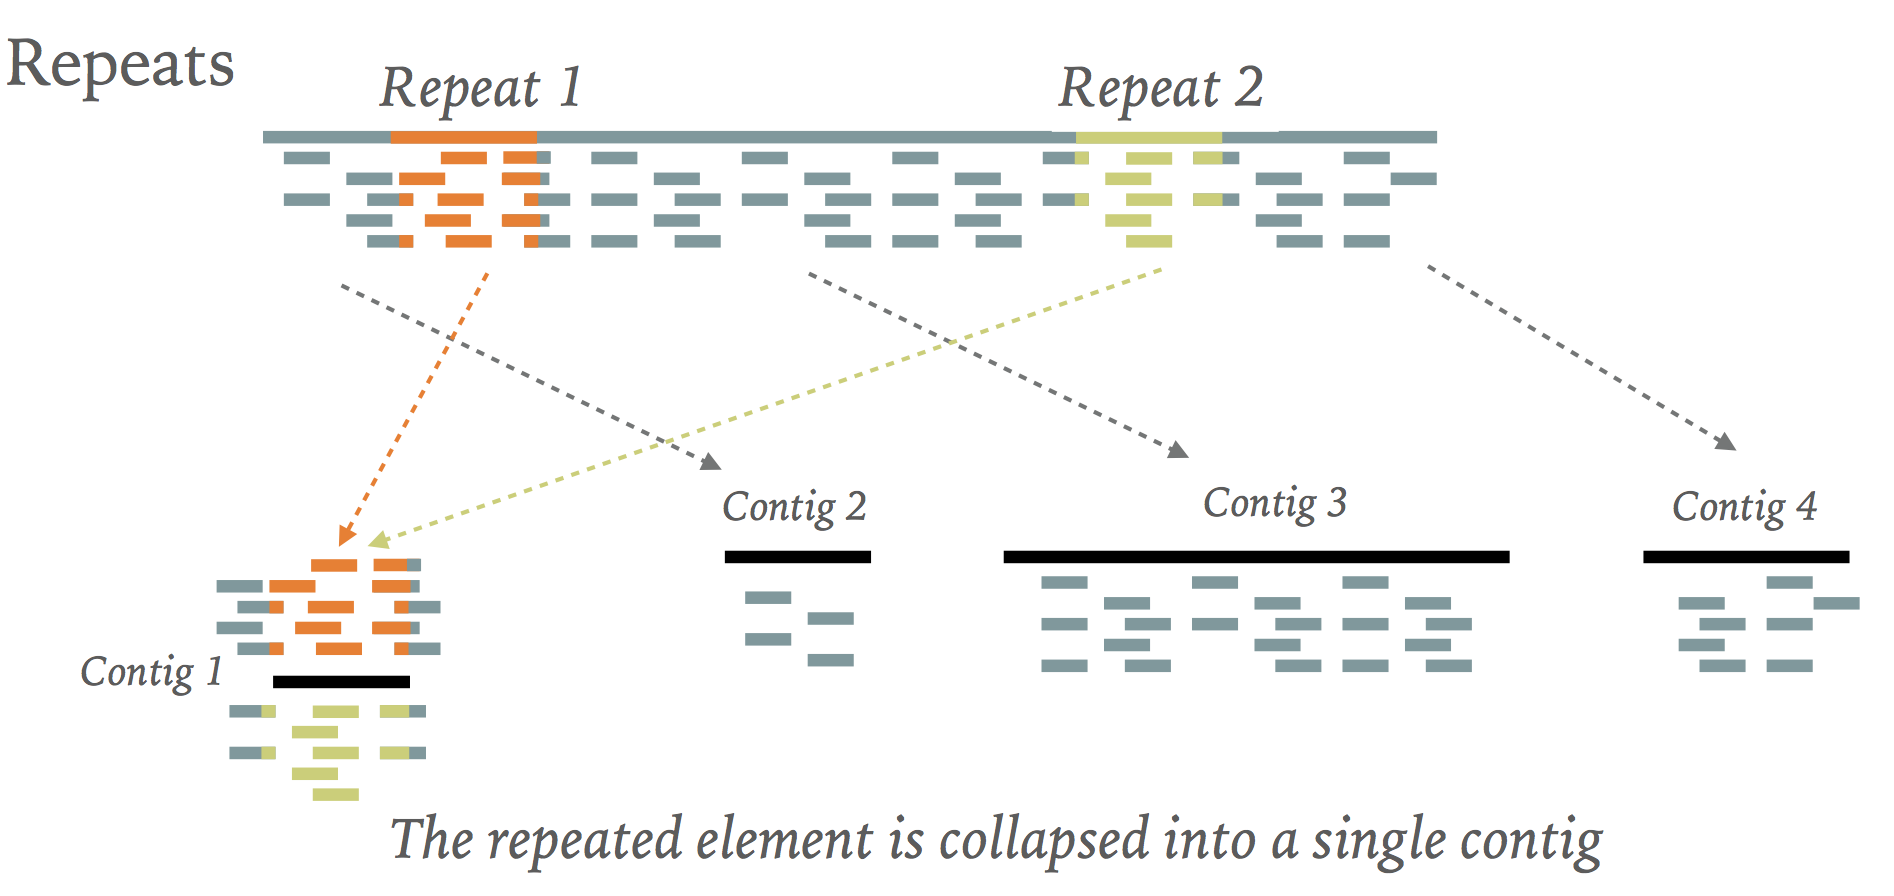 Repeats
Repeat 1
Repeat 2
Contig 2
Contig 3
Contig 4
Contig 1
The repeated element is collapsed into a single contig